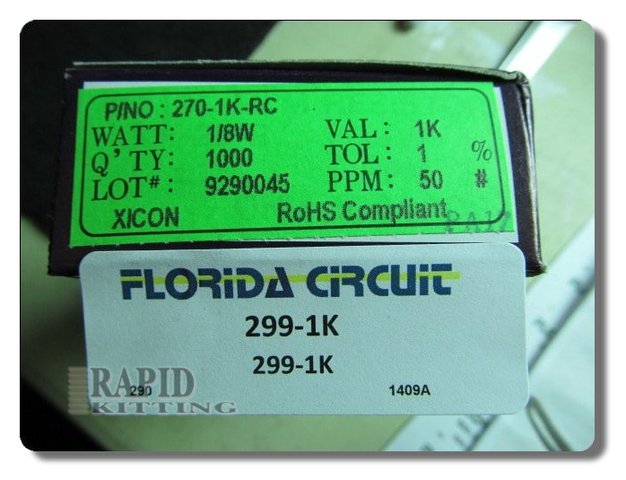 P/NO : 270-1K-RC
WATT: 1/8W VAL: 1K
Q'TY: 1000 TOL: 1 %
LOT#: 9290045 PPM: 50 #
XICON RoHS Compliant
FLORIDA CIRCUIT
299-1K
299-1K
RAPID
290 1409A
KITTING